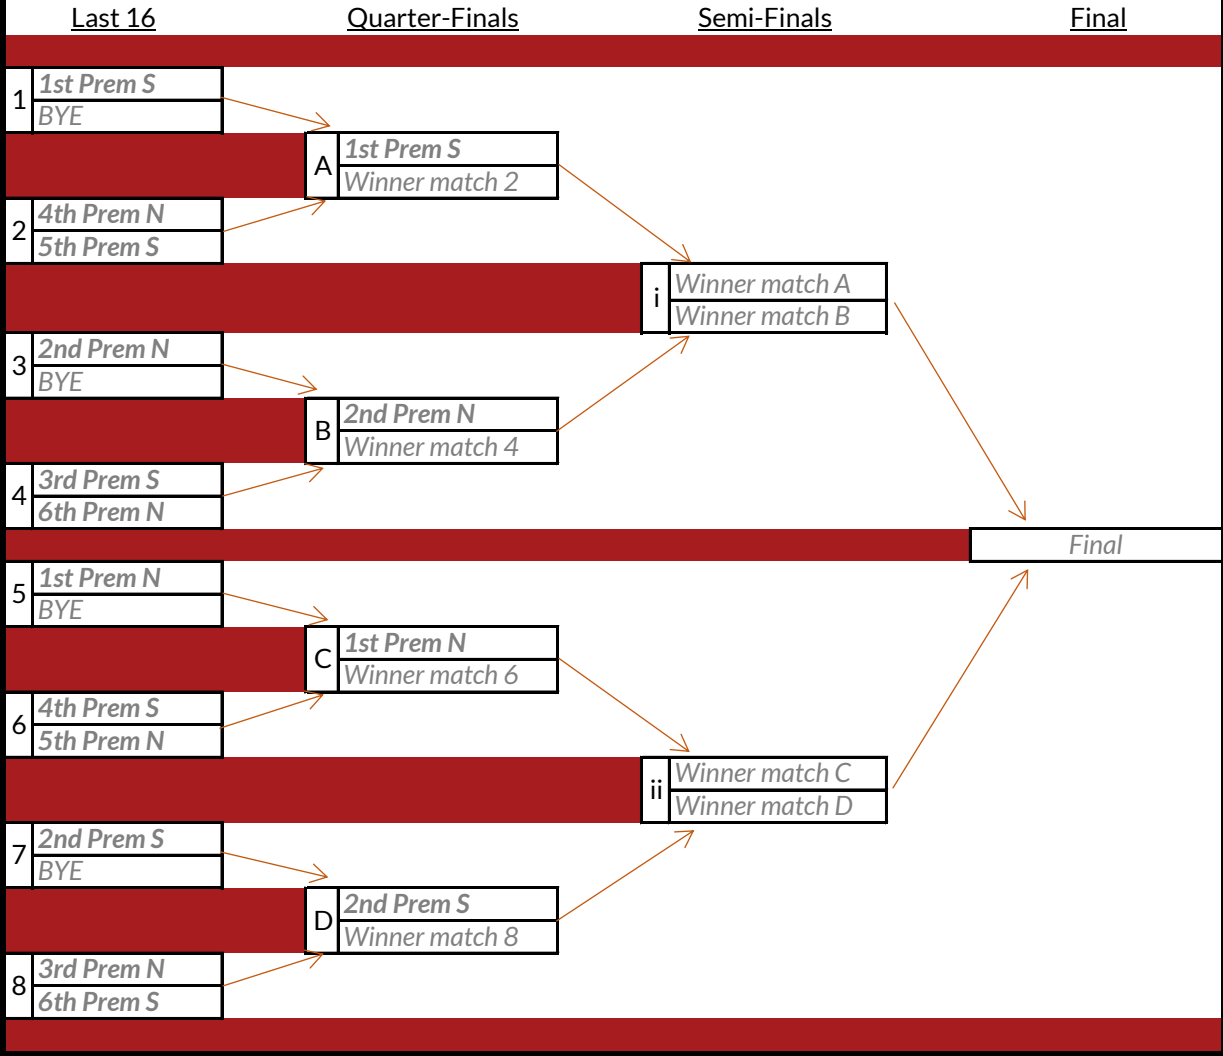 Last 16 Quarter-Finals Semi-Finals Final
1 1st Prem S
BYE
A 1st Prem S
Winner match 2
2 4th Prem N
5th Prem S
i Winner match A
Winner match B
3 2nd Prem N
BYE
B 2nd Prem N
Winner match 4
4 3rd Prem S
6th Prem N
Final
5 1st Prem N
BYE
C 1st Prem N
Winner match 6
6 4th Prem S
5th Prem N
ii Winner match C
Winner match D
7 2nd Prem S
BYE
D 2nd Prem S
Winner match 8
8 3rd Prem N
6th Prem S